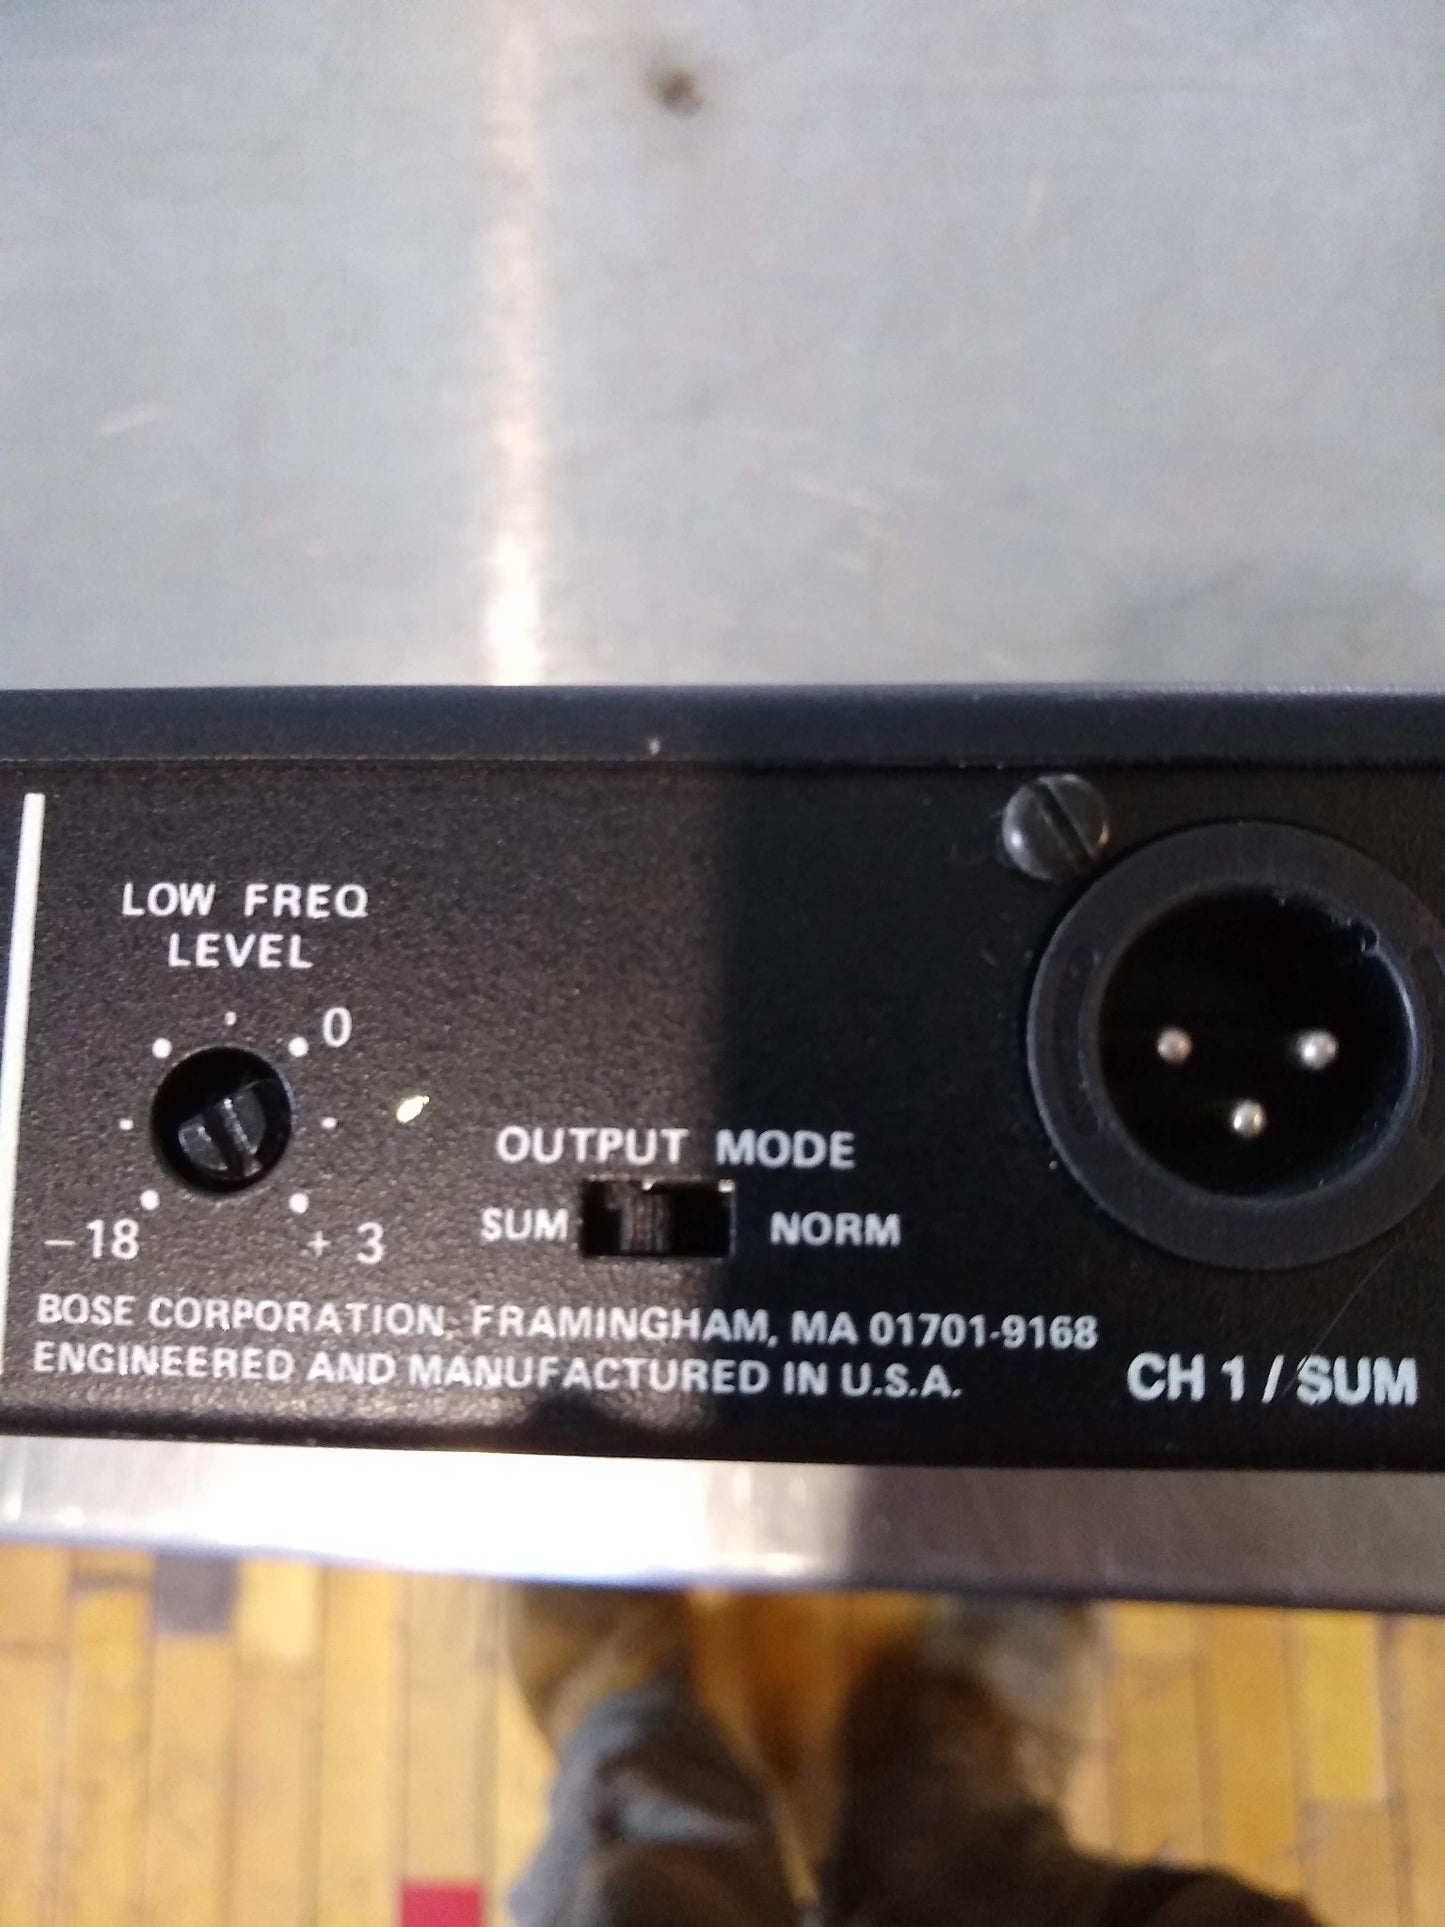 LOW FREQ
LEVEL
0
-18
+3
OUTPUT MODE
SUM NORM
BOSE CORPORATION, FRAMINGHAM, MA 01701-9168
ENGINEERED AND MANUFACTURED IN U.S.A.
CH 1 / SUM